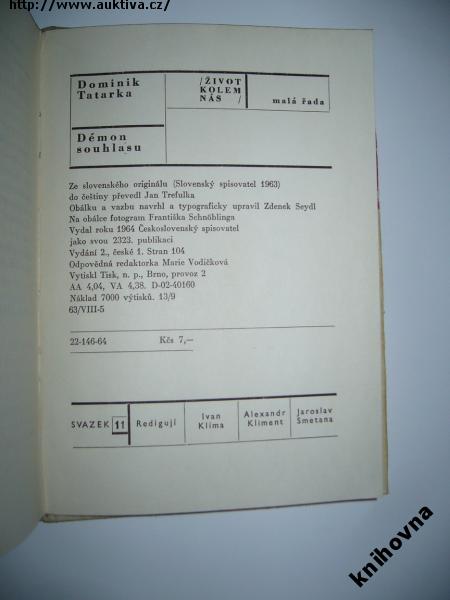 http://www.auktiva.cz/
Dominik
Tatarka
/ŽIVOT
KOLEM
NÁS /
malá řada
Démon
souhlasu
Ze slovenského originálu (Slovenský spisovatel 1963)
do češtiny převedl Jan Trefulka
Obálku a vazbu navrhl a typograficky upravil Zdenek Seydl
Na obálce fotogram Františka Schnöblinga
Vydal roku 1964 Československý spisovatel
jako svou 2323. publikaci
Vydání 2., české 1. Stran 104
Odpovědná redaktorka Marie Vodičková
Vytiskl Tisk, n. p., Brno, provoz 2
AA 4,04, VA 4,38. D-02-40160
Náklad 7000 výtisků. 13/9
63/VIII-5
22-146-64 Kčs 7,—
SVAZEK 11 Redigují
Ivan
Klíma
Alexandr
Kliment
Jaroslav
Smetana
knihovna